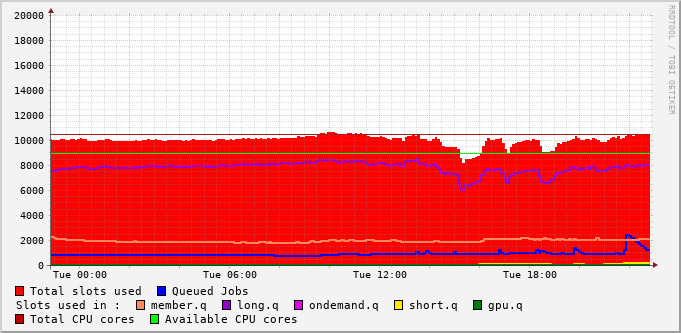 20000
18000
16000
14000
12000
10000
8000
6000
4000
2000
0
Tue 00:00 Tue 06:00 Tue 12:00 Tue 18:00
RRDTOOL / TOBI OETIKER
Total slots used Queued Jobs
Slots used in : member.q long.q ondemand.q short.q gpu.q
Total CPU cores Available CPU cores